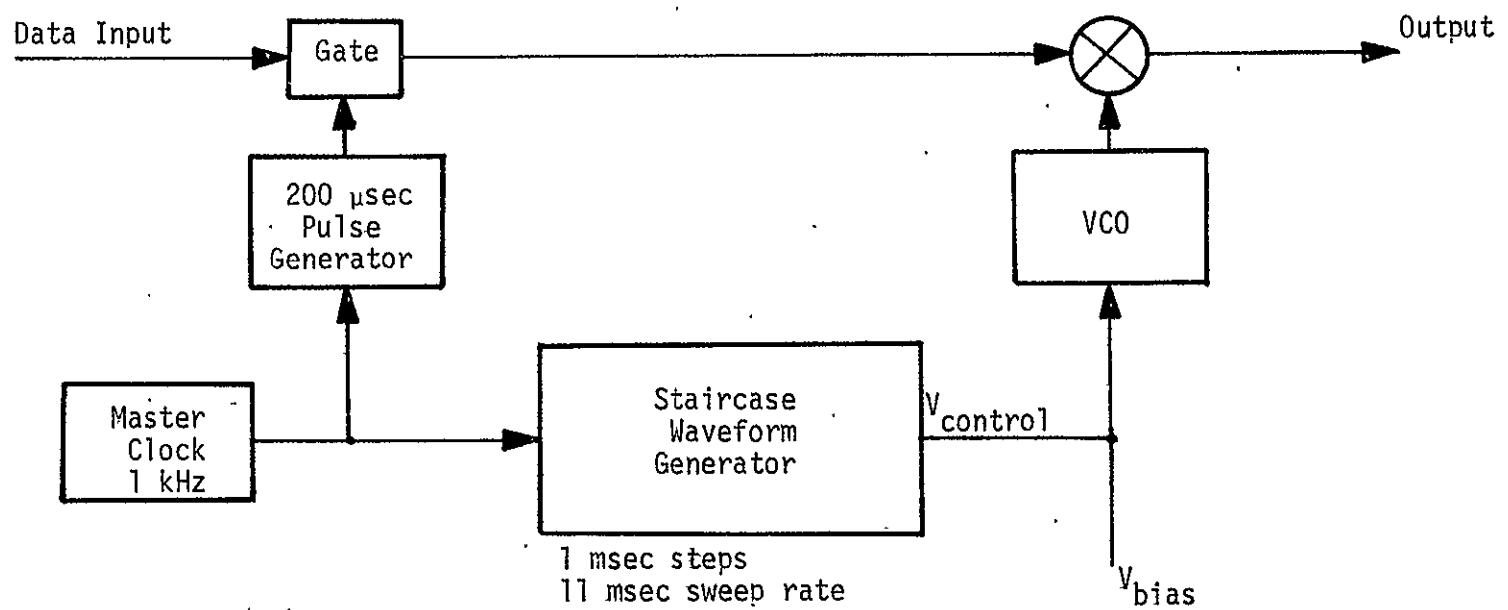 Data Input
Gate
Output
200 μsec
Pulse
Generator
VCO
Master
Clock
1 kHz
Staircase
Waveform
Generator
Vcontrol
1 msec steps
11 msec sweep rate
Vbias